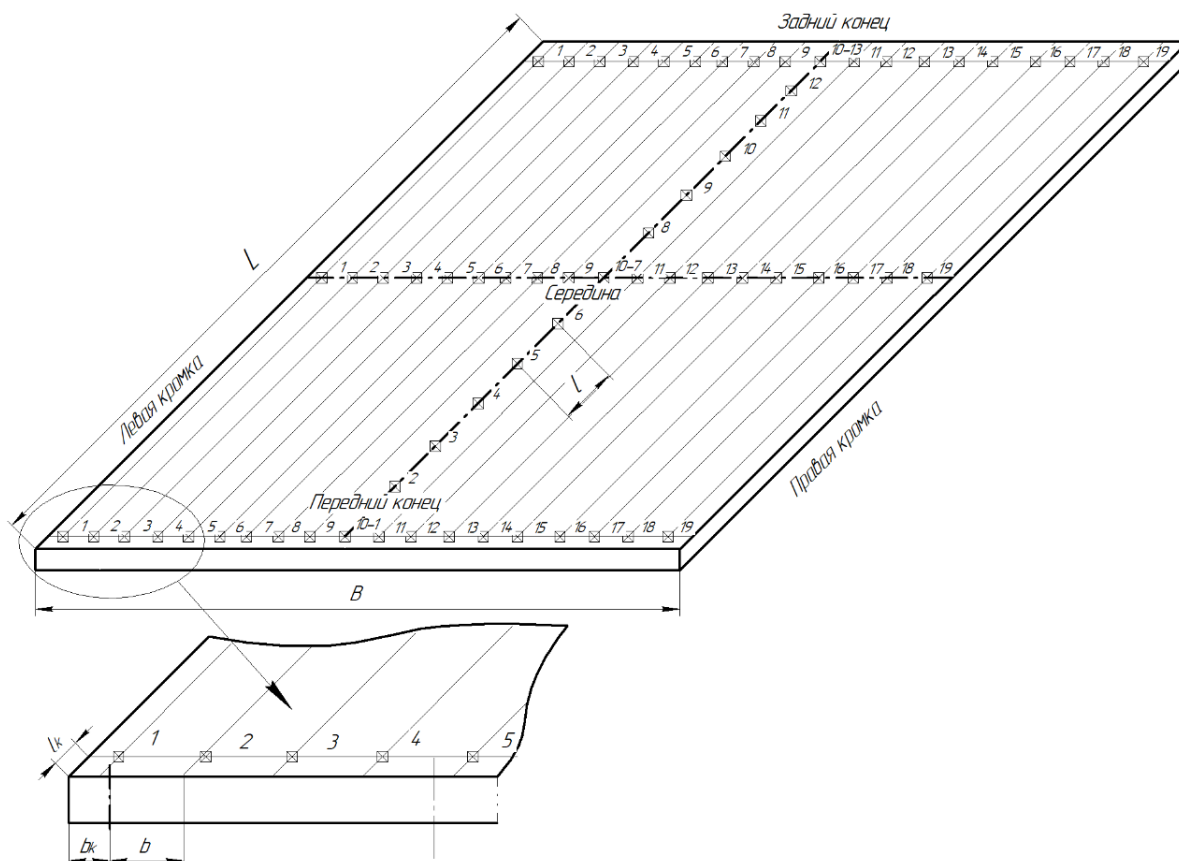 Задний конец
1 2 3 4 5 6 7 8 9 10-13 11 12 13 14 15 16 17 18 19
12
11
10
9
8
L
1 2 3 4 5 6 7 8 9 10-7 11 12 13 14 15 16 17 18 19
Середина
6
5
l
4
Левая кромка
Правая кромка
3
2
Передний конец
1 2 3 4 5 6 7 8 9 10-1 11 12 13 14 15 16 17 18 19
B
1 2 3 4 5
lк
bк b